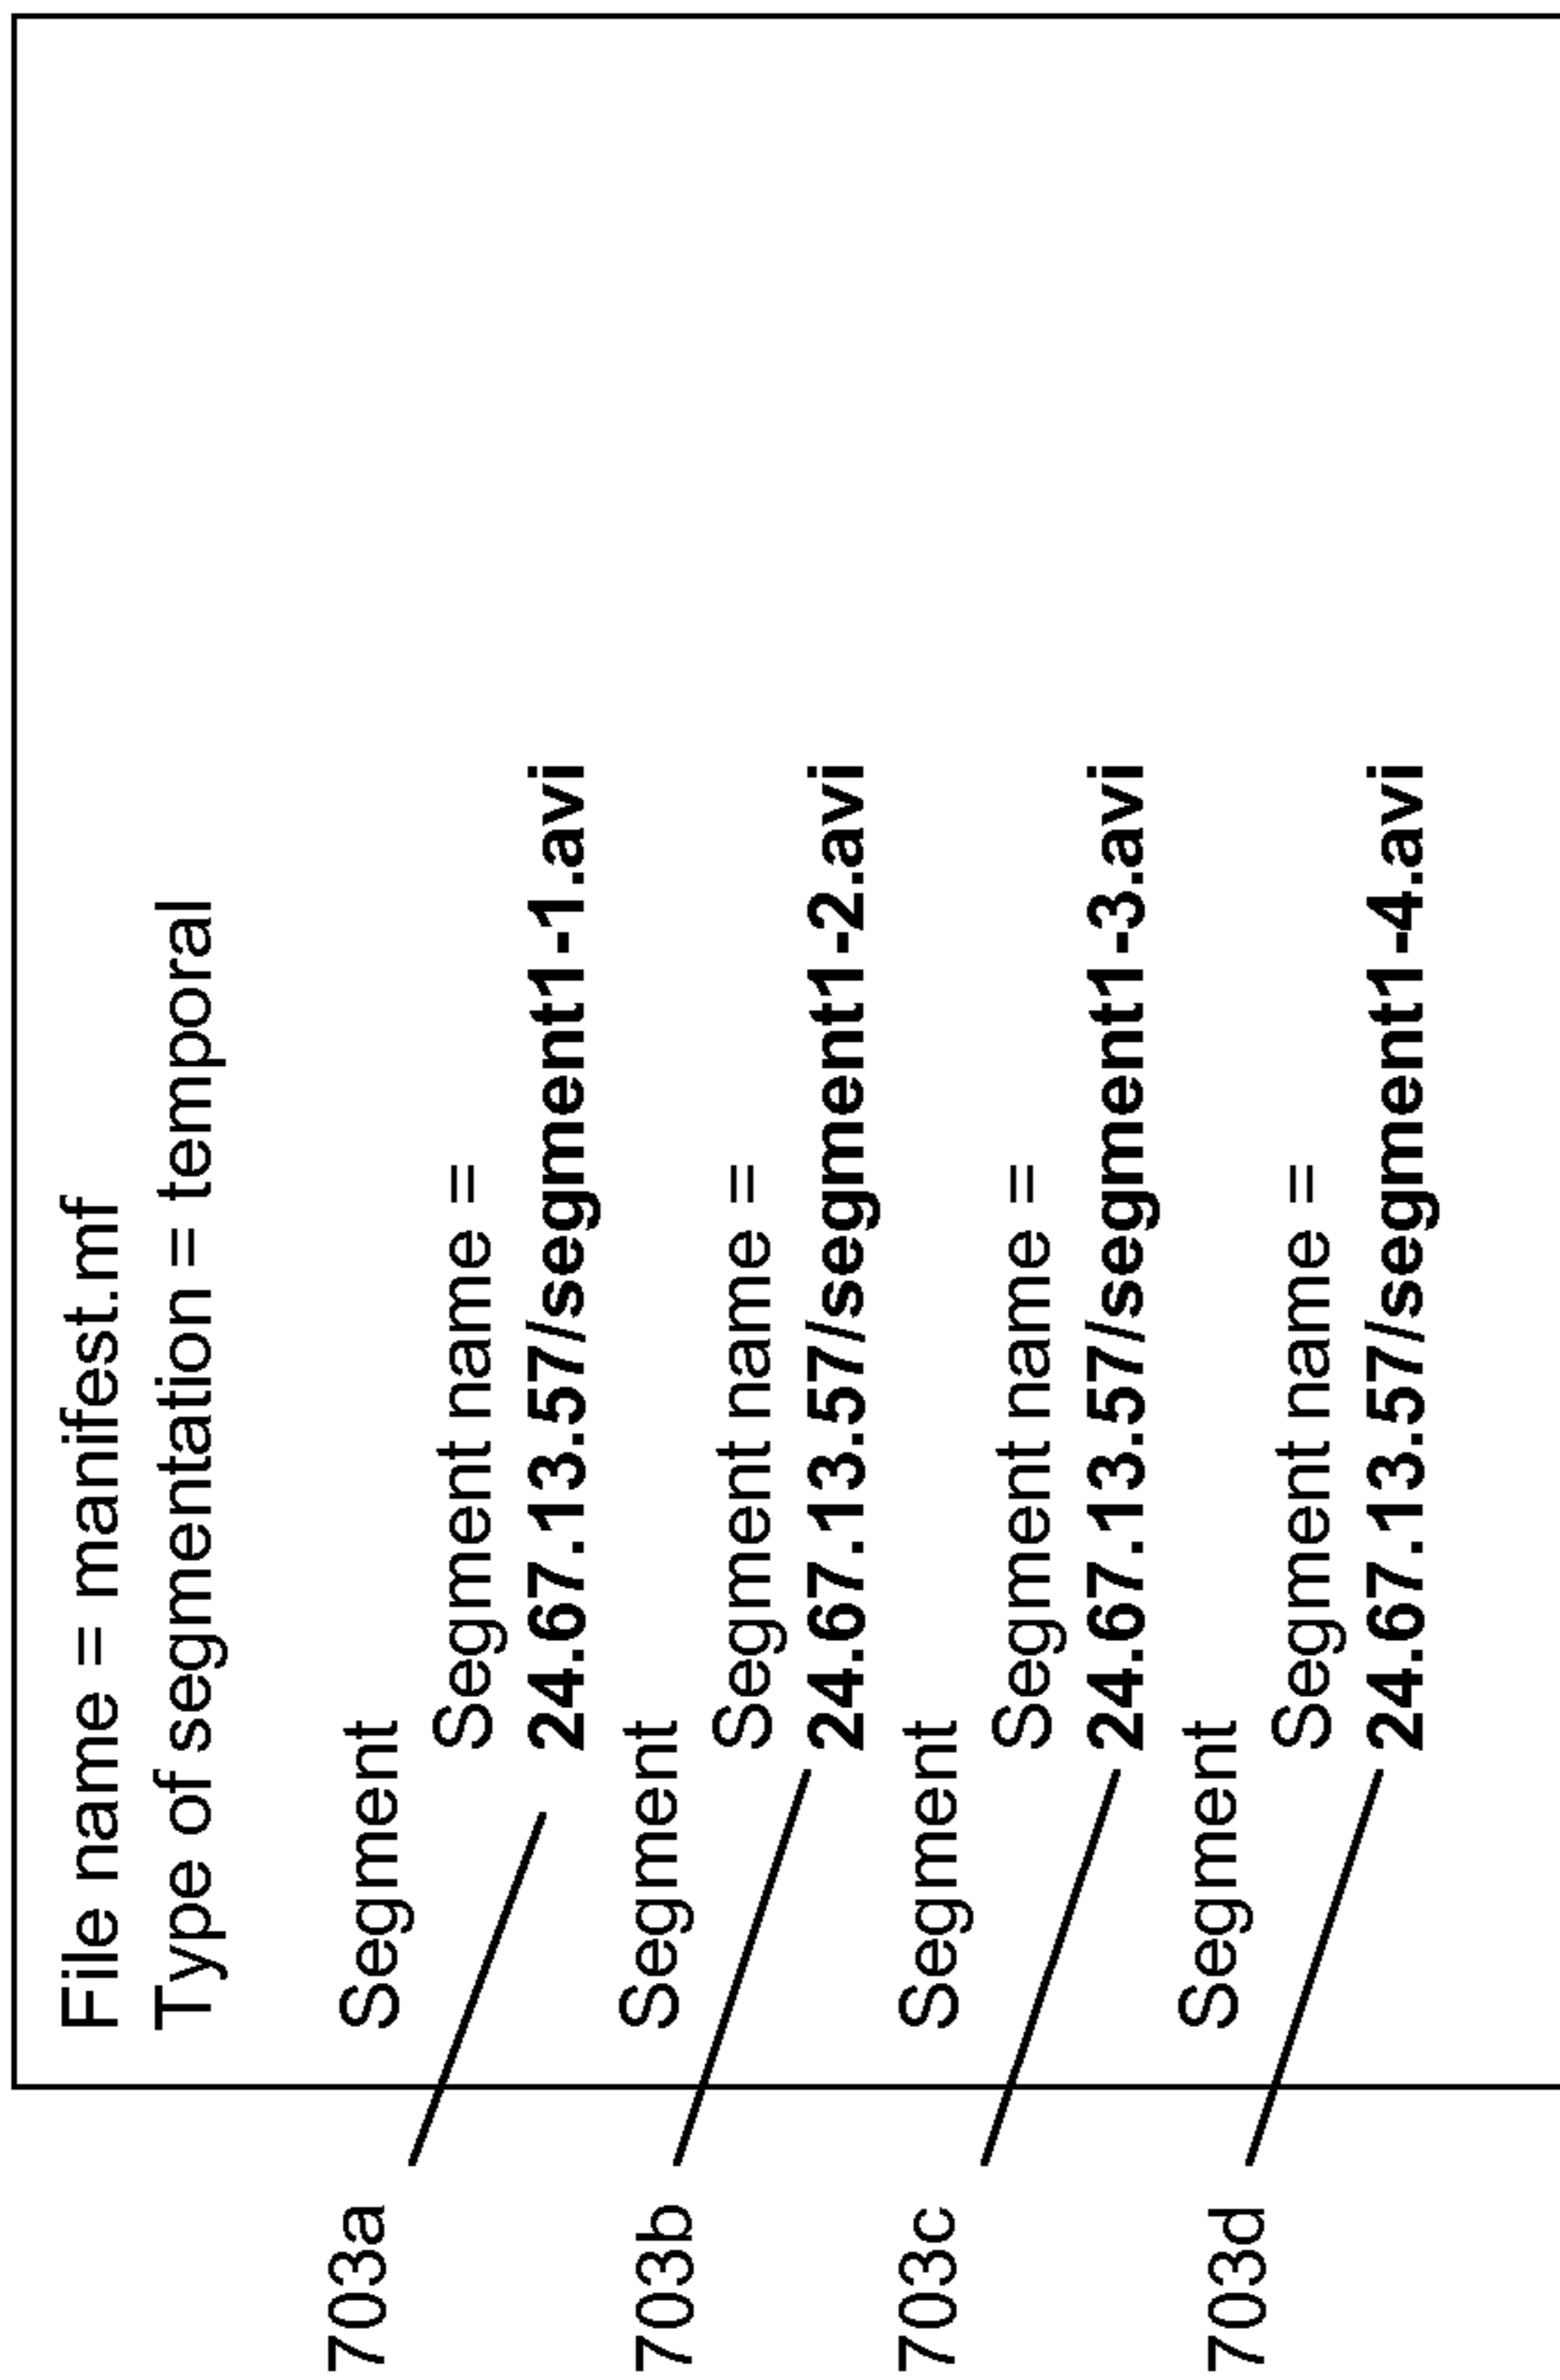 File name = manifest.mf
Type of segmentation = temporal
703a
Segment
Segment name =
24.67.13.57/segment1-1.avi
703b
Segment
Segment name =
24.67.13.57/segment1-2.avi
703c
Segment
Segment name =
24.67.13.57/segment1-3.avi
703d
Segment
Segment name =
24.67.13.57/segment1-4.avi